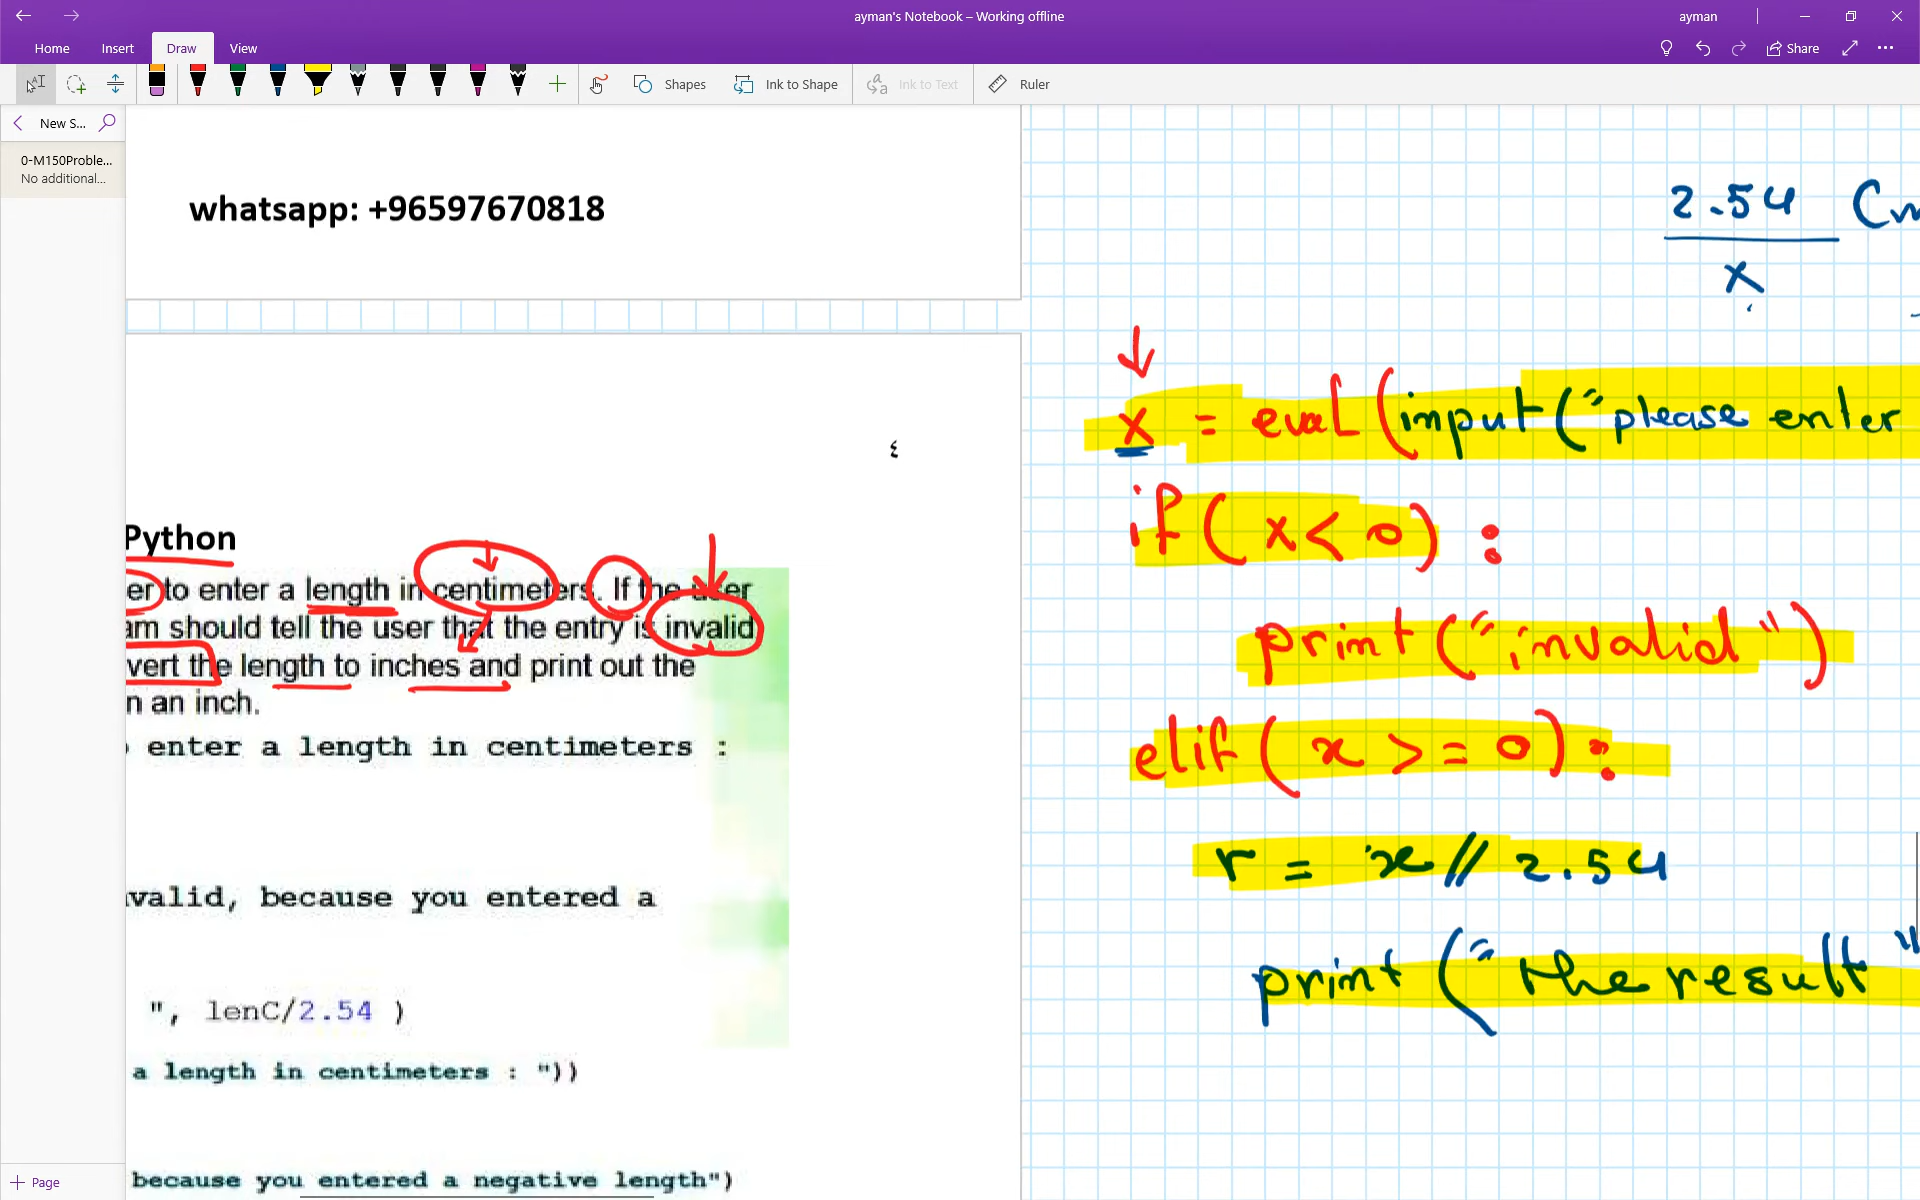 ayman's Notebook – Working offline
ayman
Home
Insert
Draw
View
Share
Shapes
Ink to Shape
Ink to Text
Ruler
New S...
0-M150Proble...
No additional...
whatsapp: +96597670818
٤
Python
er to enter a length in centimeters. If the user
am should tell the user that the entry is invalid
vert the length to inches and print out the
n an inch.
enter a length in centimeters :
valid, because you entered a
", lenC/2.54 )
a length in centimeters : "))
because you entered a negative length")
2.54 Cm
x
x = eval (input ("please enter
if ( x < 0 ) :
print ("invalid")
elif ( x >= 0 ) :
r = x // 2.54
print ("the result "
Page